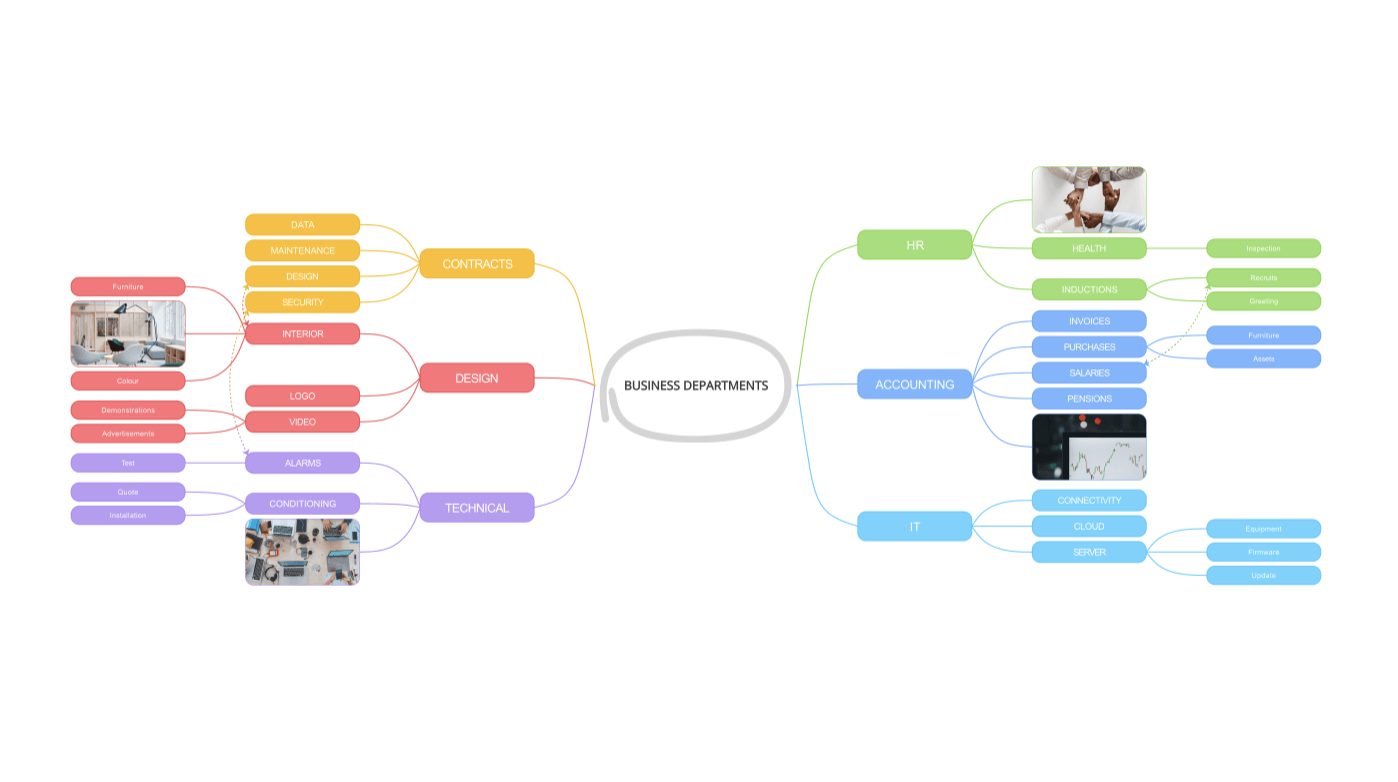 BUSINESS DEPARTMENTS
CONTRACTS
DATA
MAINTENANCE
DESIGN
SECURITY
DESIGN
INTERIOR
Furniture
Colour
LOGO
VIDEO
Demonstrations
Advertisements
TECHNICAL
ALARMS
Test
CONDITIONING
Quote
Installation
HR
HEALTH
Inspection
INDUCTIONS
Recruits
Greeting
ACCOUNTING
INVOICES
PURCHASES
Furniture
Assets
SALARIES
PENSIONS
IT
CONNECTIVITY
CLOUD
SERVER
Equipment
Firmware
Update